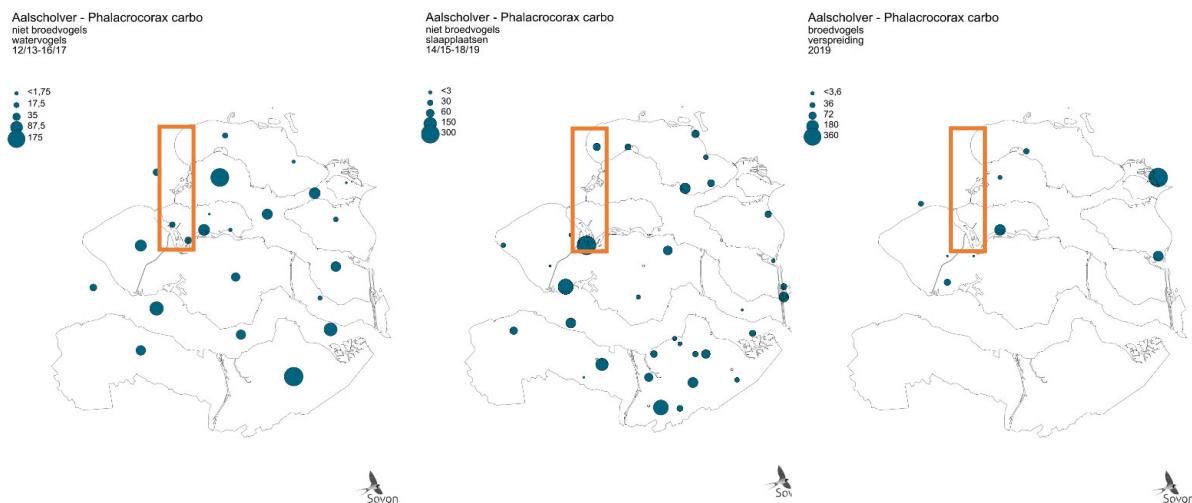 Aalscholver - Phalacrocorax carbo
niet broedvogels
watervogels
12/13-16/17
<1,75
17,5
35
87,5
175
Sovon
Aalscholver - Phalacrocorax carbo
niet broedvogels
slaapplaatsen
14/15-18/19
<3
30
60
150
300
Sov
Aalscholver - Phalacrocorax carbo
broedvogels
verspreiding
2019
<3,6
36
72
180
360
Sovon